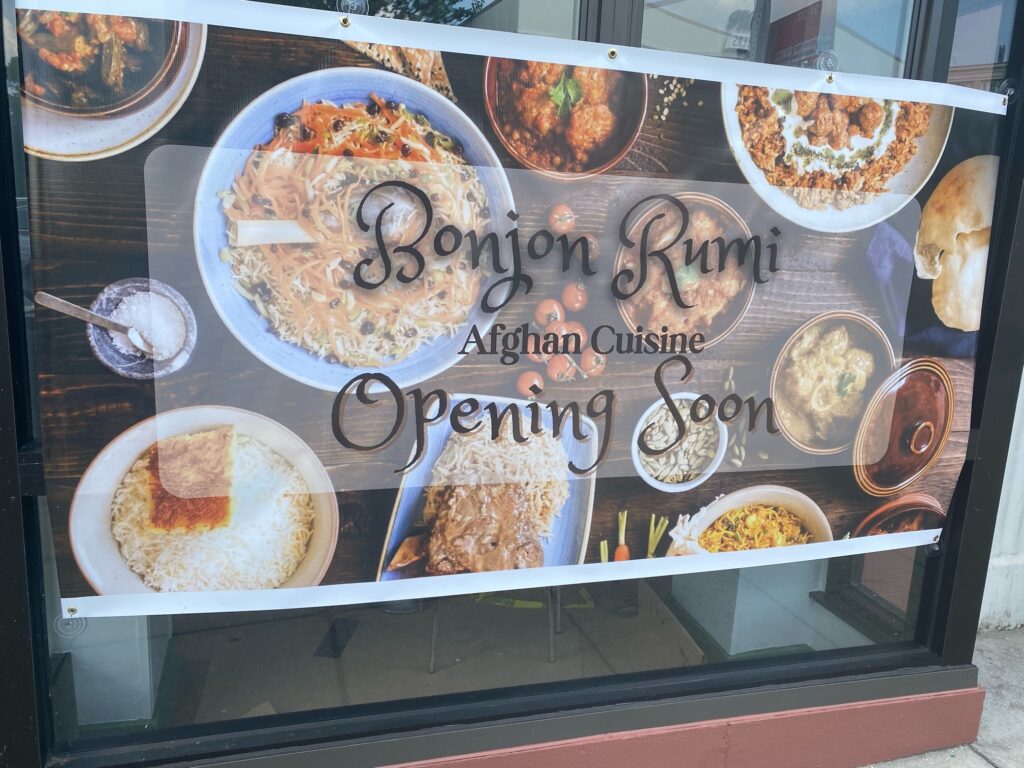 Bonjon Rumi
Afghan Cuisine
Opening Soon